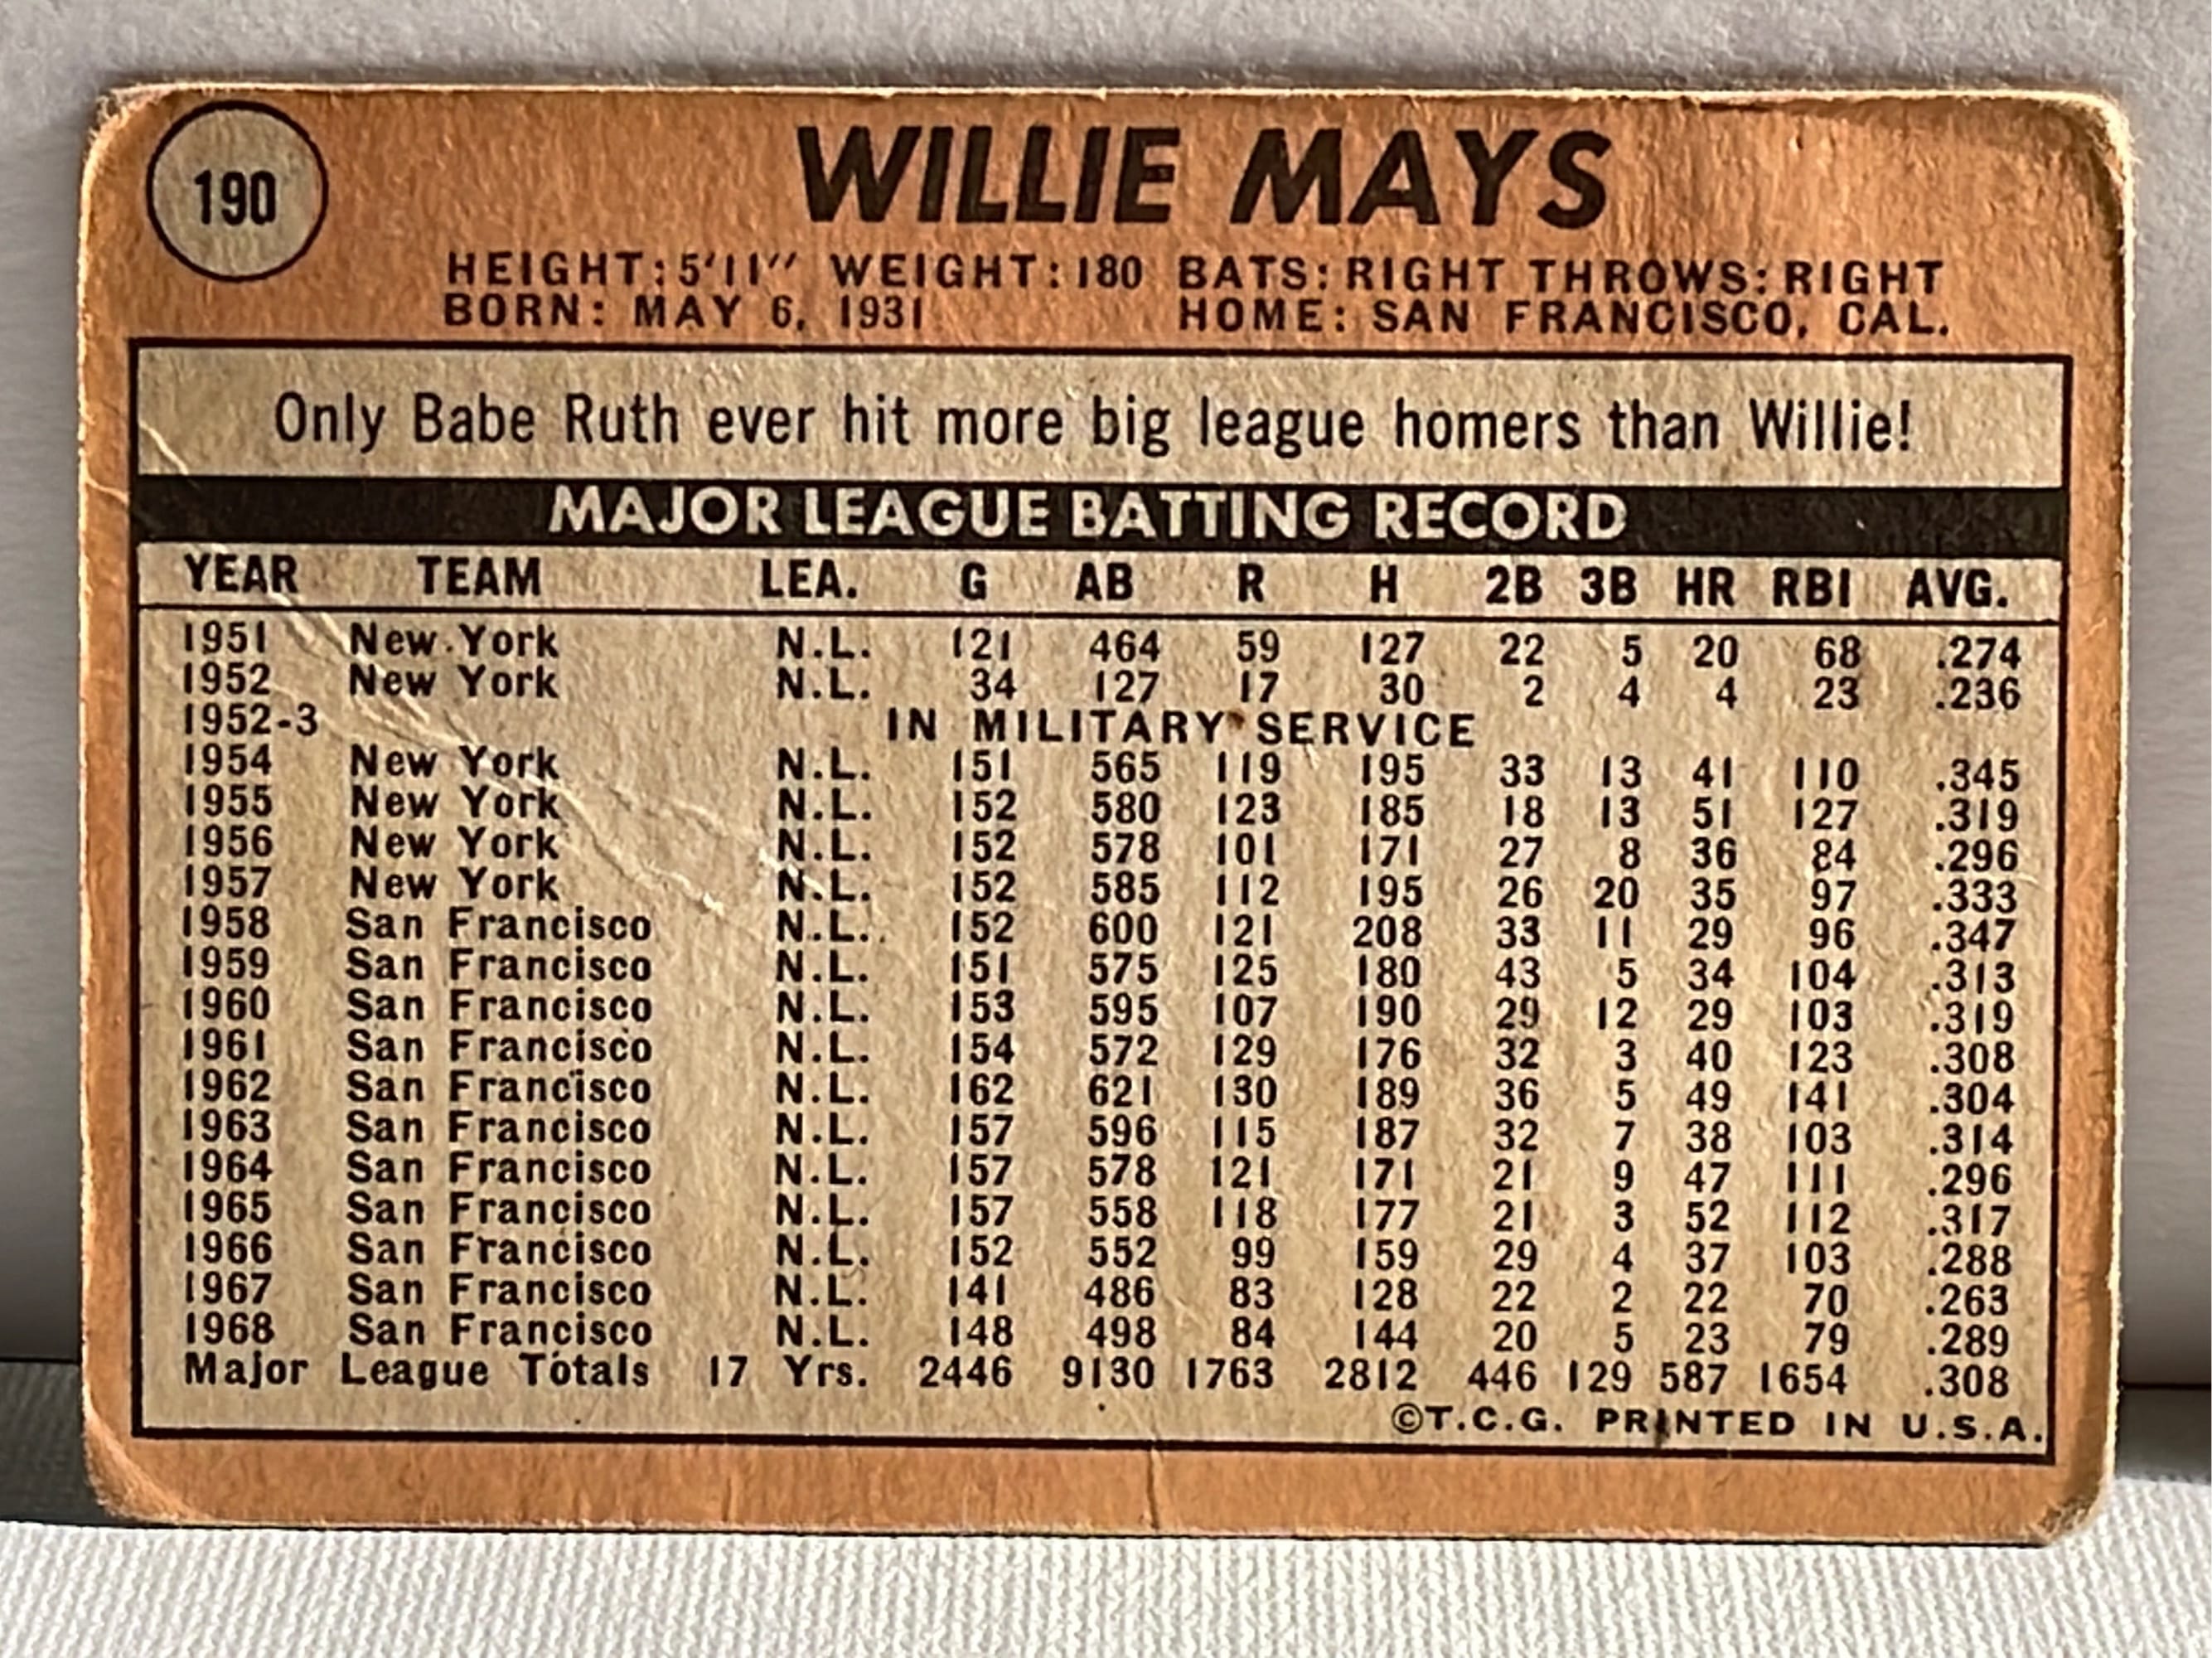 190
WILLIE MAYS
HEIGHT: 5'11" WEIGHT: 180 BATS: RIGHT THROWS: RIGHT
BORN: MAY 6, 1931 HOME: SAN FRANCISCO, CAL.
Only Babe Ruth ever hit more big league homers than Willie!
MAJOR LEAGUE BATTING RECORD
YEAR TEAM LEA. G AB R H 2B 3B HR RBI AVG.
1951 New York N.L. 121 464 59 127 22 5 20 68 .274
1952 New York N.L. 34 127 17 30 2 4 4 23 .236
1952-3 IN MILITARY SERVICE
1954 New York N.L. 151 565 119 195 33 13 41 110 .345
1955 New York N.L. 152 580 123 185 18 13 51 127 .319
1956 New York N.L. 152 578 101 171 27 8 36 84 .296
1957 New York N.L. 152 585 112 195 26 20 35 97 .333
1958 San Francisco N.L. 152 600 121 208 33 11 29 96 .347
1959 San Francisco N.L. 151 575 125 180 43 5 34 104 .313
1960 San Francisco N.L. 153 595 107 190 29 12 29 103 .319
1961 San Francisco N.L. 154 572 129 176 32 3 40 123 .308
1962 San Francisco N.L. 162 621 130 189 36 5 49 141 .304
1963 San Francisco N.L. 157 596 115 187 32 7 38 103 .314
1964 San Francisco N.L. 157 578 121 171 21 9 47 111 .296
1965 San Francisco N.L. 157 558 118 177 21 3 52 112 .317
1966 San Francisco N.L. 152 552 99 159 29 4 37 103 .288
1967 San Francisco N.L. 141 486 83 128 22 2 22 70 .263
1968 San Francisco N.L. 148 498 84 144 20 5 23 79 .289
Major League Totals 17 Yrs. 2446 9130 1763 2812 446 129 587 1654 .308
©T.C.G. PRINTED IN U.S.A.